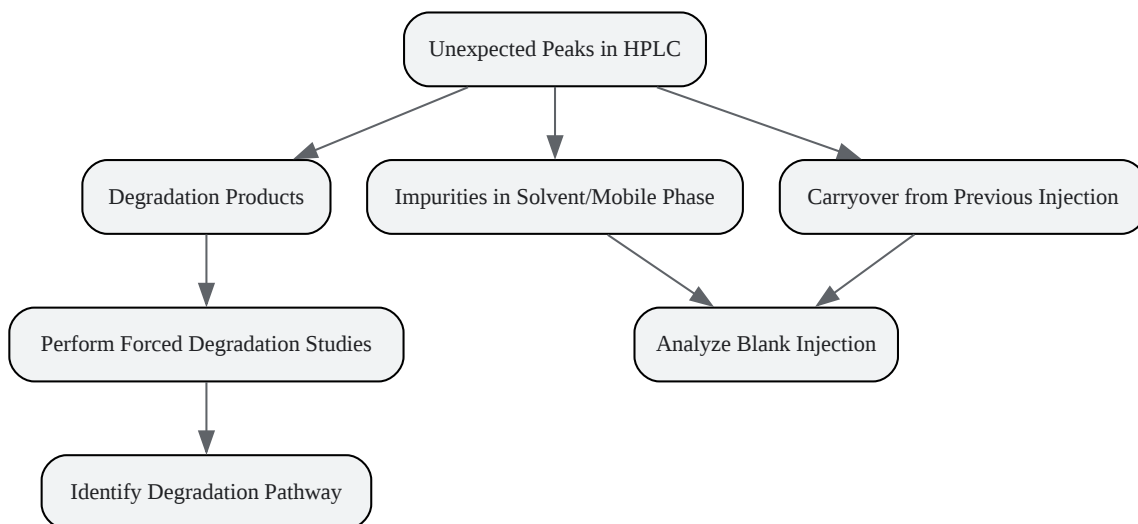 Unexpected Peaks in HPLC
Degradation Products
Impurities in Solvent/Mobile Phase
Carryover from Previous Injection
Perform Forced Degradation Studies
Analyze Blank Injection
Identify Degradation Pathway